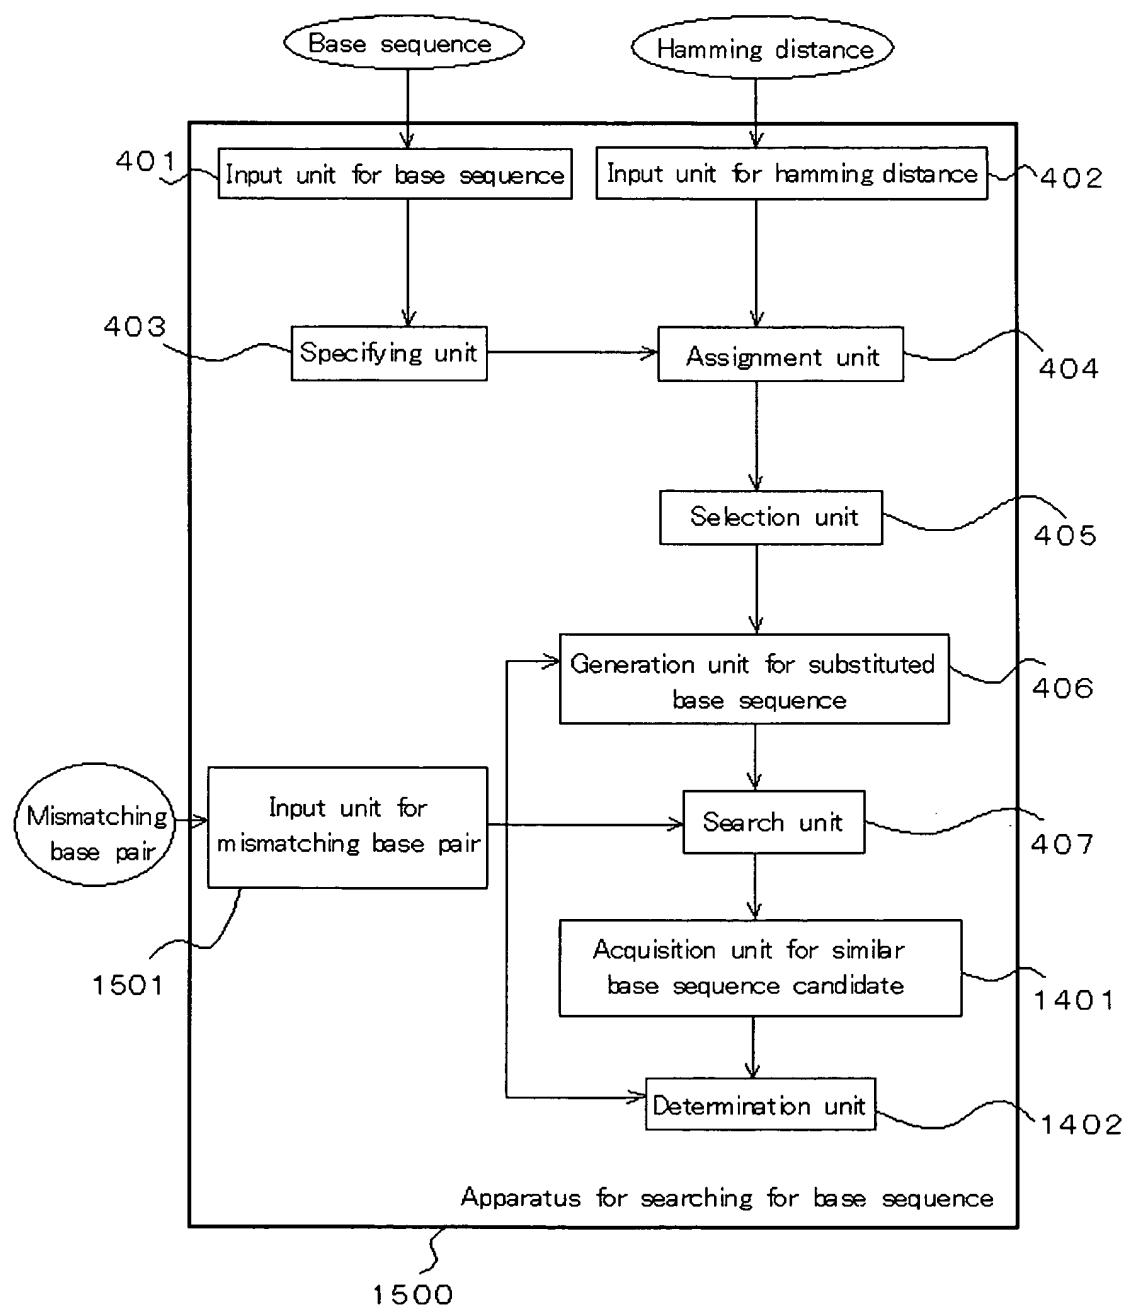 Base sequence
Hamming distance
401
Input unit for base sequence
Input unit for hamming distance
402
403
Specifying unit
Assignment unit
404
Selection unit
405
Generation unit for substituted
base sequence
406
Mismatching
base pair
Input unit for
mismatching base pair
Search unit
407
1501
Acquisition unit for similar
base sequence candidate
1401
Determination unit
1402
Apparatus for searching for base sequence
1500